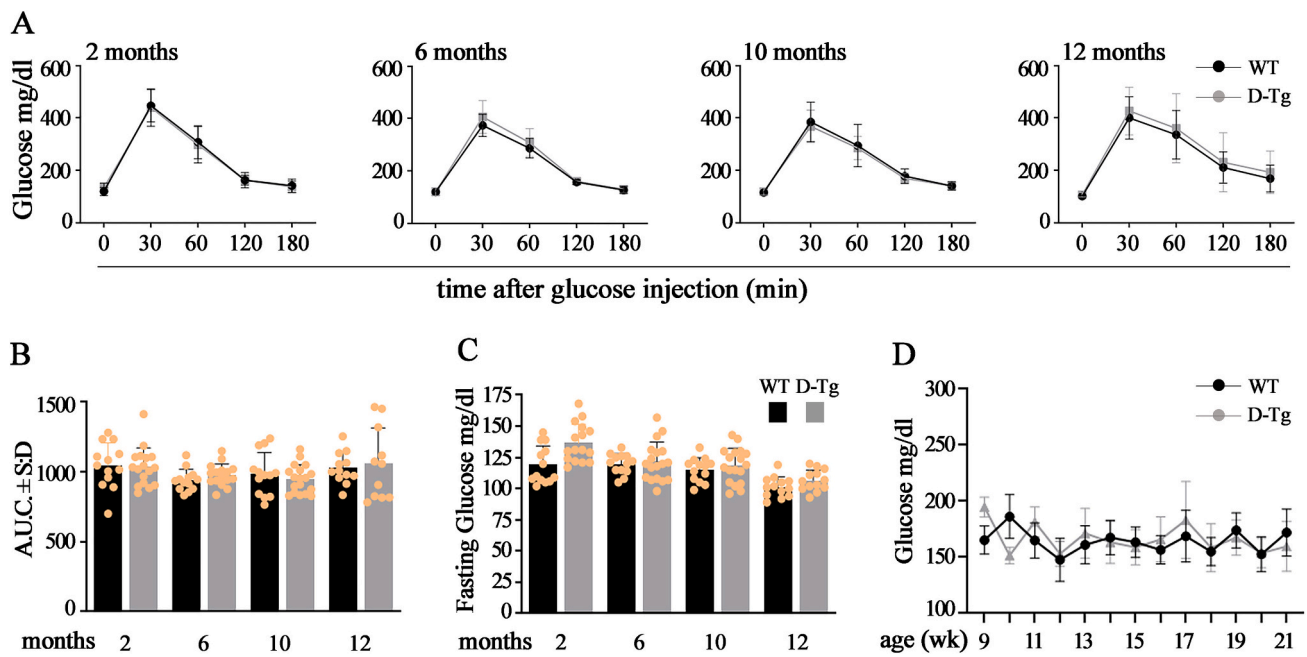 A
2 months
6 months
10 months
12 months
Glucose mg/dl
600
400
200
0
600
400
200
0
600
400
200
0
600
400
200
0
WT
D-Tg
0 30 60 120 180
0 30 60 120 180
0 30 60 120 180
0 30 60 120 180
time after glucose injection (min)
B
A.U.C.±S:D
1500
1000
500
0
months 2 6 10 12
C
Fasting Glucose mg/dl
175
150
125
100
75
50
25
0
WT D-Tg
months 2 6 10 12
D
Glucose mg/dl
300
250
200
150
100
WT
D-Tg
age (wk) 9 11 13 15 17 19 21